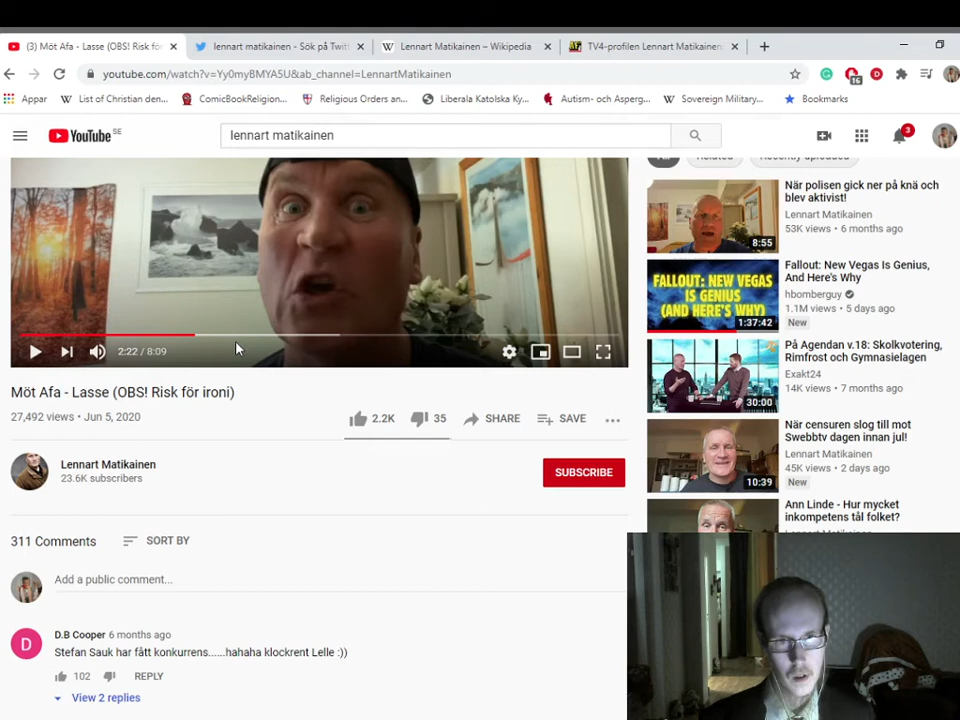 (3) Möt Afa - Lasse (OBS! Risk fö
lennart matikainen - Sök på Twitt
Lennart Matikainen – Wikipedia
TV4-profilen Lennart Matikainen
youtube.com/watch?v=Yy0myBMYA5U&ab_channel=LennartMatikainen
16
Appar
List of Christian den...
ComicBookReligion...
Religious Orders an...
Liberala Katolska Ky...
Autism- och Asperg...
Sovereign Military...
Bookmarks
YouTube SE
lennart matikainen
3
Related
Recently uploaded
2:22 / 8:09
Möt Afa - Lasse (OBS! Risk för ironi)
27,492 views • Jun 5, 2020
2.2K
35
SHARE
SAVE
Lennart Matikainen
23.6K subscribers
SUBSCRIBE
311 Comments
SORT BY
Add a public comment...
D.B Cooper 6 months ago
D
Stefan Sauk har fått konkurrens......hahaha klockrent Lelle :))
102
REPLY
View 2 replies
När polisen gick ner på knä och
blev aktivist!
Lennart Matikainen
53K views • 6 months ago
8:55
Fallout: New Vegas Is Genius,
And Here's Why
hbomberguy
1.1M views • 5 days ago
New
FALLOUT: NEW VEGAS
IS GENIUS
(AND HERE'S WHY)
1:37:42
På Agendan v.18: Skolvotering,
Rimfrost och Gymnasielagen
Exakt24
14K views • 7 months ago
30:00
När censuren slog till mot
Swebbtv dagen innan jul!
Lennart Matikainen
45K views • 2 days ago
New
10:39
Ann Linde - Hur mycket
inkompetens tål folket?